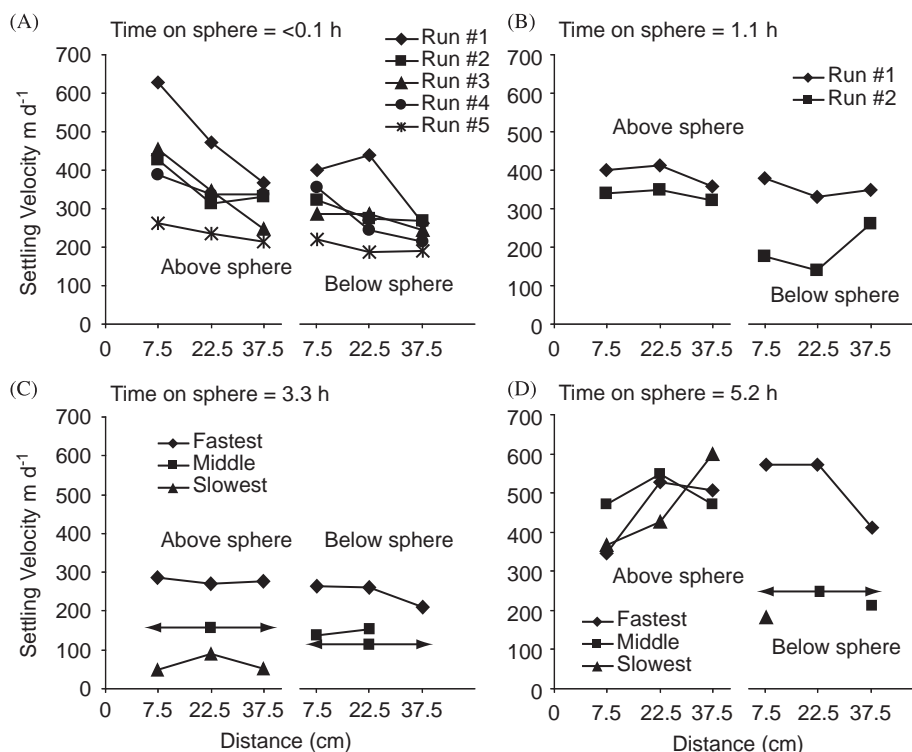 (A)
Time on sphere = <0.1 h
700
600
500
400
300
200
100
0
Settling Velocity m d-1
Run #1
Run #2
Run #3
Run #4
Run #5
Above sphere
Below sphere
0 7.5 22.5 37.5 7.5 22.5 37.5
(B)
Time on sphere = 1.1 h
700
600
500
400
300
200
100
0
Run #1
Run #2
Above sphere
Below sphere
0 7.5 22.5 37.5 7.5 22.5 37.5
(C)
Time on sphere = 3.3 h
700
600
500
400
300
200
100
0
Settling Velocity m d-1
Fastest
Middle
Slowest
Above sphere
Below sphere
0 7.5 22.5 37.5 7.5 22.5 37.5
Distance (cm)
(D)
Time on sphere = 5.2 h
700
600
500
400
300
200
100
0
Above sphere
Fastest
Middle
Slowest
Below sphere
0 7.5 22.5 37.5 7.5 22.5 37.5
Distance (cm)